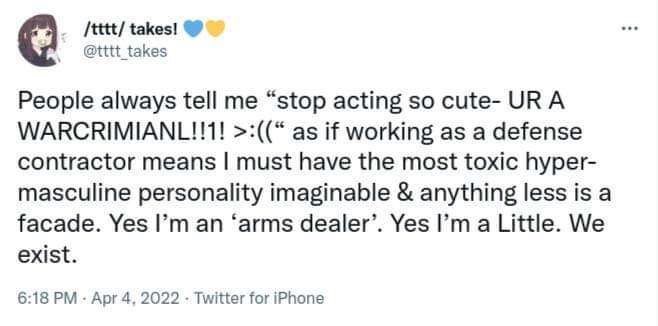 /tttt/ takes! 💙💛
@tttt_takes
People always tell me “stop acting so cute- UR A
WARCRIMIANL!!1! >:((“ as if working as a defense
contractor means I must have the most toxic hyper-
masculine personality imaginable & anything less is a
facade. Yes I’m an ‘arms dealer’. Yes I’m a Little. We
exist.
6:18 PM · Apr 4, 2022 · Twitter for iPhone